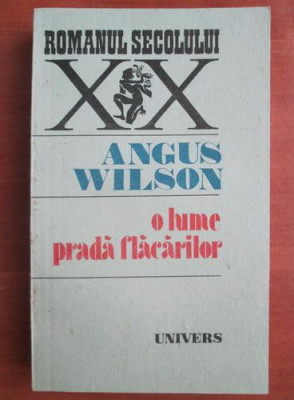 ROMANUL SECOLULUI
XX
ANGUS
WILSON
o lume
pradă flăcărilor
UNIVERS